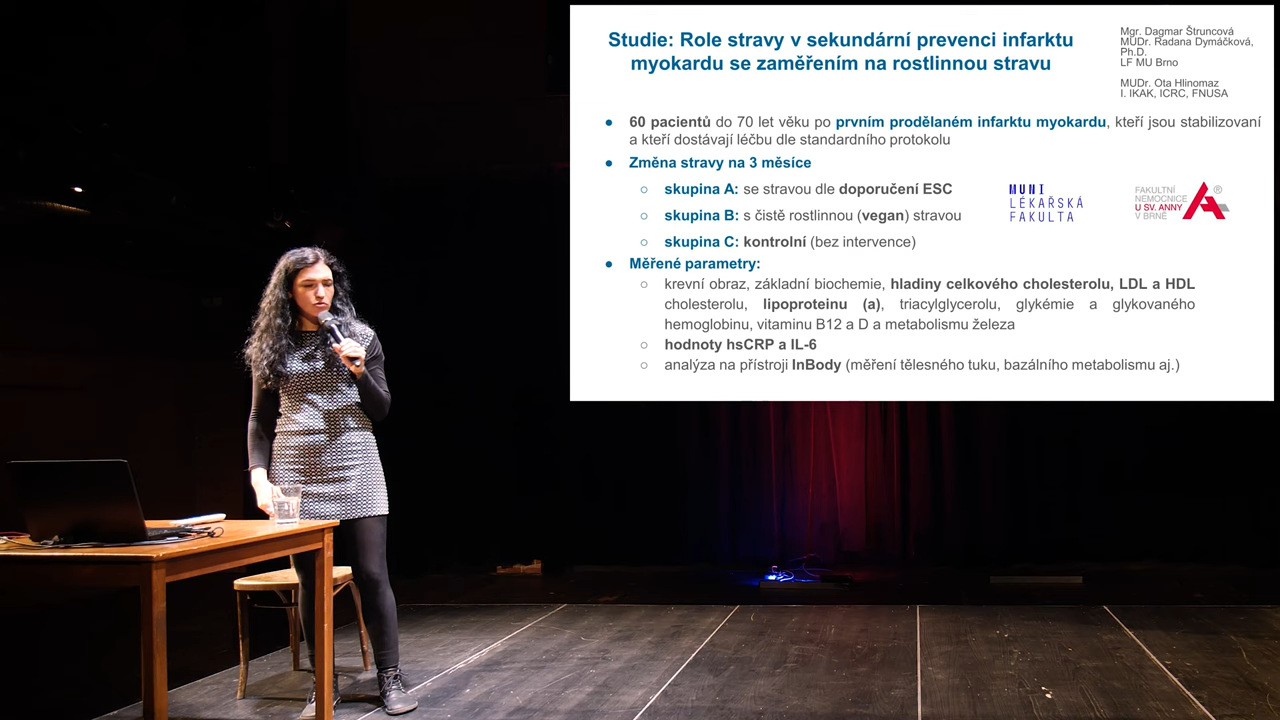 Studie: Role stravy v sekundární prevenci infarktu
myokardu se zaměřením na rostlinnou stravu
Mgr. Dagmar Štruncová
MUDr. Radana Dymáčková,
Ph.D.
LF MU Brno
MUDr. Ota Hlinomaz
I. IKAK, ICRC, FNUSA
● 60 pacientů do 70 let věku po prvním prodělaném infarktu myokardu, kteří jsou stabilizovaní
a kteří dostávají léčbu dle standardního protokolu
● Změna stravy na 3 měsíce
○ skupina A: se stravou dle doporučení ESC
○ skupina B: s čistě rostlinnou (vegan) stravou
○ skupina C: kontrolní (bez intervence)
MUNI
LÉKAŘSKÁ
FAKULTA
FAKULTNÍ
NEMOCNICE
U SV. ANNY
V BRNĚ
®
● Měřené parametry:
○ krevní obraz, základní biochemie, hladiny celkového cholesterolu, LDL a HDL
cholesterolu, lipoproteinu (a), triacylglycerolu, glykémie a glykovaného
hemoglobinu, vitaminu B12 a D a metabolismu železa
○ hodnoty hsCRP a IL-6
○ analýza na přístroji InBody (měření tělesného tuku, bazálního metabolismu aj.)